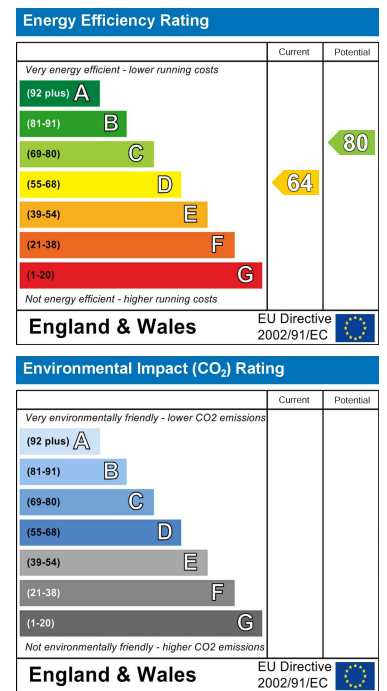 Energy Efficiency Rating
Current Potential
Very energy efficient - lower running costs
(92 plus) A
(81-91) B
(69-80) C
(55-68) D
(39-54) E
(21-38) F
(1-20) G
64
80
Not energy efficient - higher running costs
England & Wales
EU Directive
2002/91/EC
Environmental Impact (CO₂) Rating
Current Potential
Very environmentally friendly - lower CO2 emissions
(92 plus) A
(81-91) B
(69-80) C
(55-68) D
(39-54) E
(21-38) F
(1-20) G
Not environmentally friendly - higher CO2 emissions
England & Wales
EU Directive
2002/91/EC